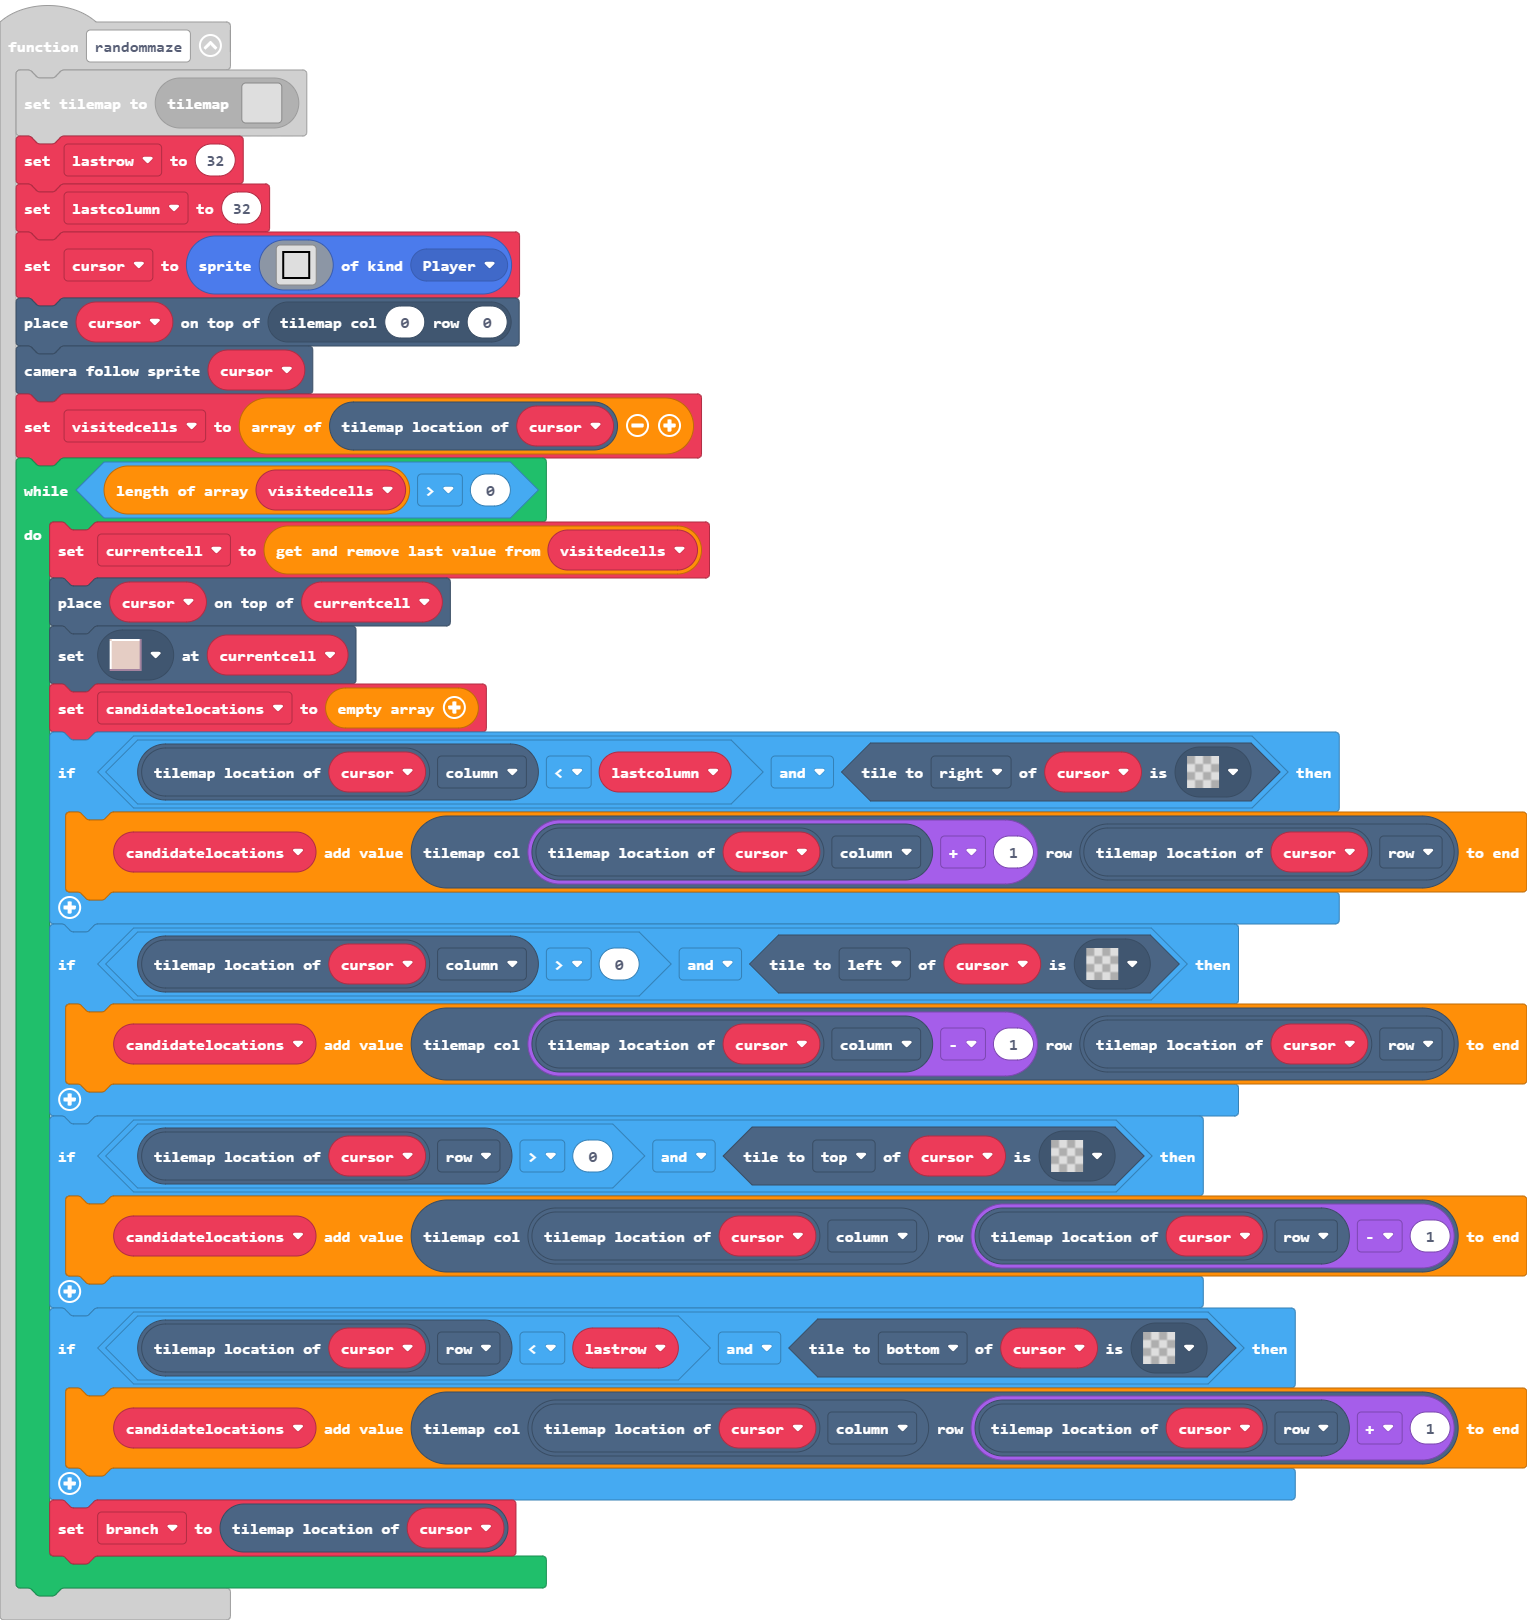 function randommaze
set tilemap to tilemap
set lastrow to 32
set lastcolumn to 32
set cursor to sprite of kind Player
place cursor on top of tilemap col 0 row 0
camera follow sprite cursor
set visitedcells to array of tilemap location of cursor
while length of array visitedcells > 0
do
set currentcell to get and remove last value from visitedcells
place cursor on top of currentcell
set at currentcell
set candidatelocations to empty array
if tilemap location of cursor column < lastcolumn and tile to right of cursor is then
candidatelocations add value tilemap col tilemap location of cursor column + 1 row tilemap location of cursor row to end
if tilemap location of cursor column > 0 and tile to left of cursor is then
candidatelocations add value tilemap col tilemap location of cursor column - 1 row tilemap location of cursor row to end
if tilemap location of cursor row > 0 and tile to top of cursor is then
candidatelocations add value tilemap col tilemap location of cursor column row tilemap location of cursor row - 1 to end
if tilemap location of cursor row < lastrow and tile to bottom of cursor is then
candidatelocations add value tilemap col tilemap location of cursor column row tilemap location of cursor row + 1 to end
set branch to tilemap location of cursor